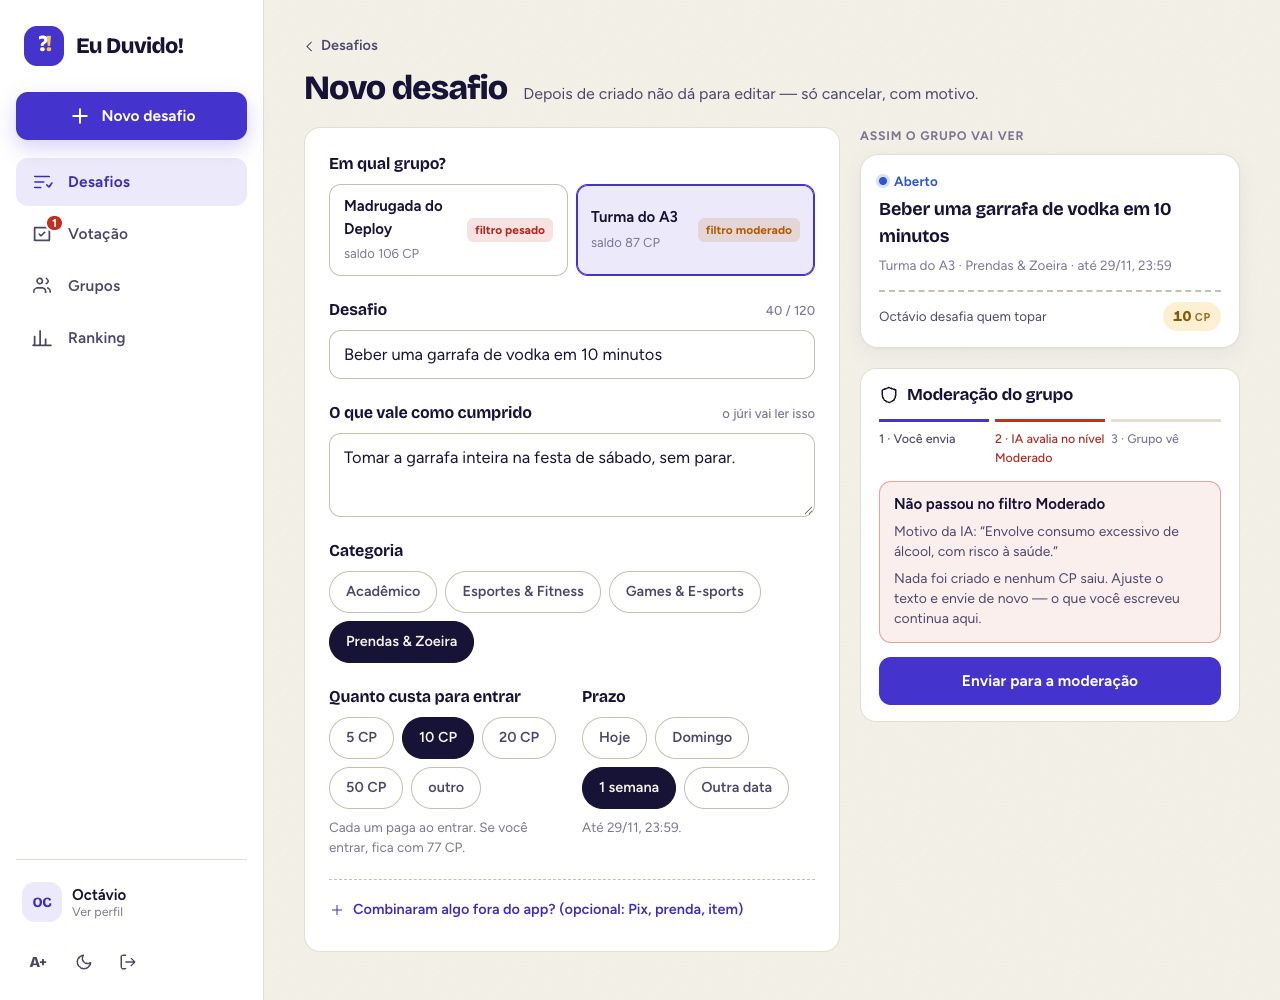 ?! Eu Duvido!
Novo desafio
Desafios
1
Votação
Grupos
Ranking
OC
Octávio
Ver perfil
A+
Desafios
Novo desafio
Depois de criado não dá para editar — só cancelar, com motivo.
Em qual grupo?
Madrugada do
Deploy
saldo 106 CP
filtro pesado
Turma do A3
saldo 87 CP
filtro moderado
Desafio
40 / 120
Beber uma garrafa de vodka em 10 minutos
O que vale como cumprido
o júri vai ler isso
Tomar a garrafa inteira na festa de sábado, sem parar.
Categoria
Acadêmico
Esportes & Fitness
Games & E-sports
Prendas & Zoeira
Quanto custa para entrar
5 CP
10 CP
20 CP
50 CP
outro
Cada um paga ao entrar. Se você
entrar, fica com 77 CP.
Prazo
Hoje
Domingo
1 semana
Outra data
Até 29/11, 23:59.
Combinaram algo fora do app? (opcional: Pix, prenda, item)
ASSIM O GRUPO VAI VER
Aberto
Beber uma garrafa de vodka em 10
minutos
Turma do A3 · Prendas & Zoeira · até 29/11, 23:59
Octávio desafia quem topar
10 CP
Moderação do grupo
1 · Você envia
2 · IA avalia no nível
Moderado
3 · Grupo vê
Não passou no filtro Moderado
Motivo da IA: “Envolve consumo excessivo de
álcool, com risco à saúde.”
Nada foi criado e nenhum CP saiu. Ajuste o
texto e envie de novo — o que você escreveu
continua aqui.
Enviar para a moderação